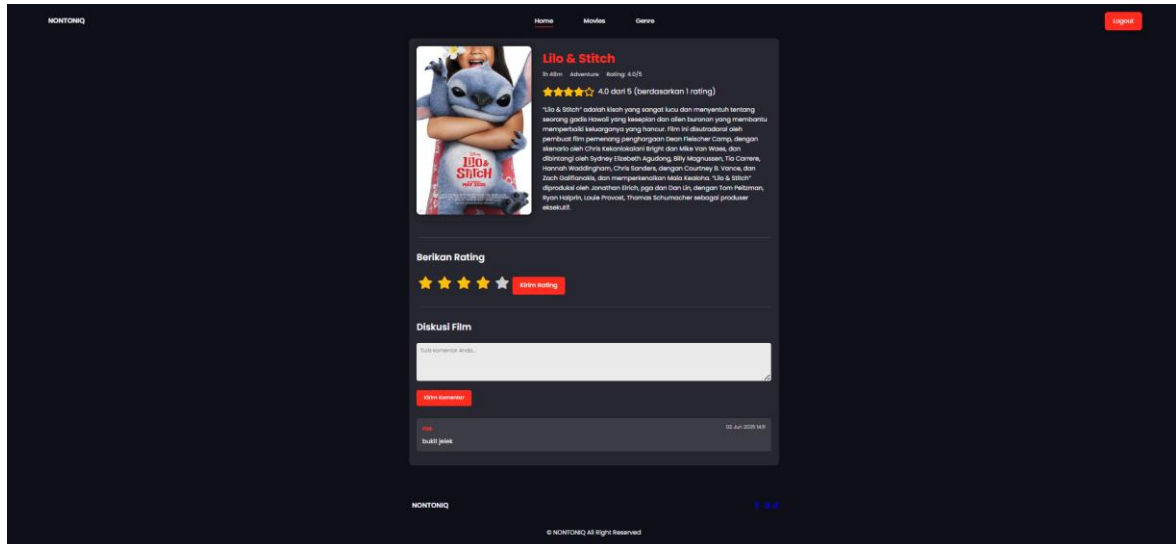 NONTONIQ
Home Movies Genre
Logout
Lilo & Stitch
1h 48m Adventure Rating: 4.0/5
4.0 dari 5 (berdasarkan 1 rating)
"Lilo & Stitch" adalah kisah yang sangat lucu dan menyentuh tentang
seorang gadis Hawaii yang kesepian dan alien buronan yang membantu
memperbaiki keluarganya yang hancur. Film ini disutradarai oleh
pembuat film pemenang penghargaan Dean Fleischer Camp, dengan
skenario oleh Chris Kekaniokalani Bright dan Mike Van Waes, dan
dibintangi oleh Sydney Elizebeth Agudong, Billy Magnussen, Tia Carrere,
Hannah Waddingham, Chris Sanders, dengan Courtney B. Vance, dan
Zach Galifianakis, dan memperkenalkan Maia Kealoha. "Lilo & Stitch"
diproduksi oleh Jonathan Eirich, pga dan Dan Lin, dengan Tom Peitzman,
Ryan Halprin, Louie Provost, Thomas Schumacher sebagai produser
eksekutif.
Disney
Lilo &
Stitch
MAY 2025
Berikan Rating
Kirim Rating
Diskusi Film
Tulis komentar Anda...
Kirim Komentar
02 Jun 2025 14:11
bukit jelek
NONTONIQ
© NONTONIQ All Right Reserved